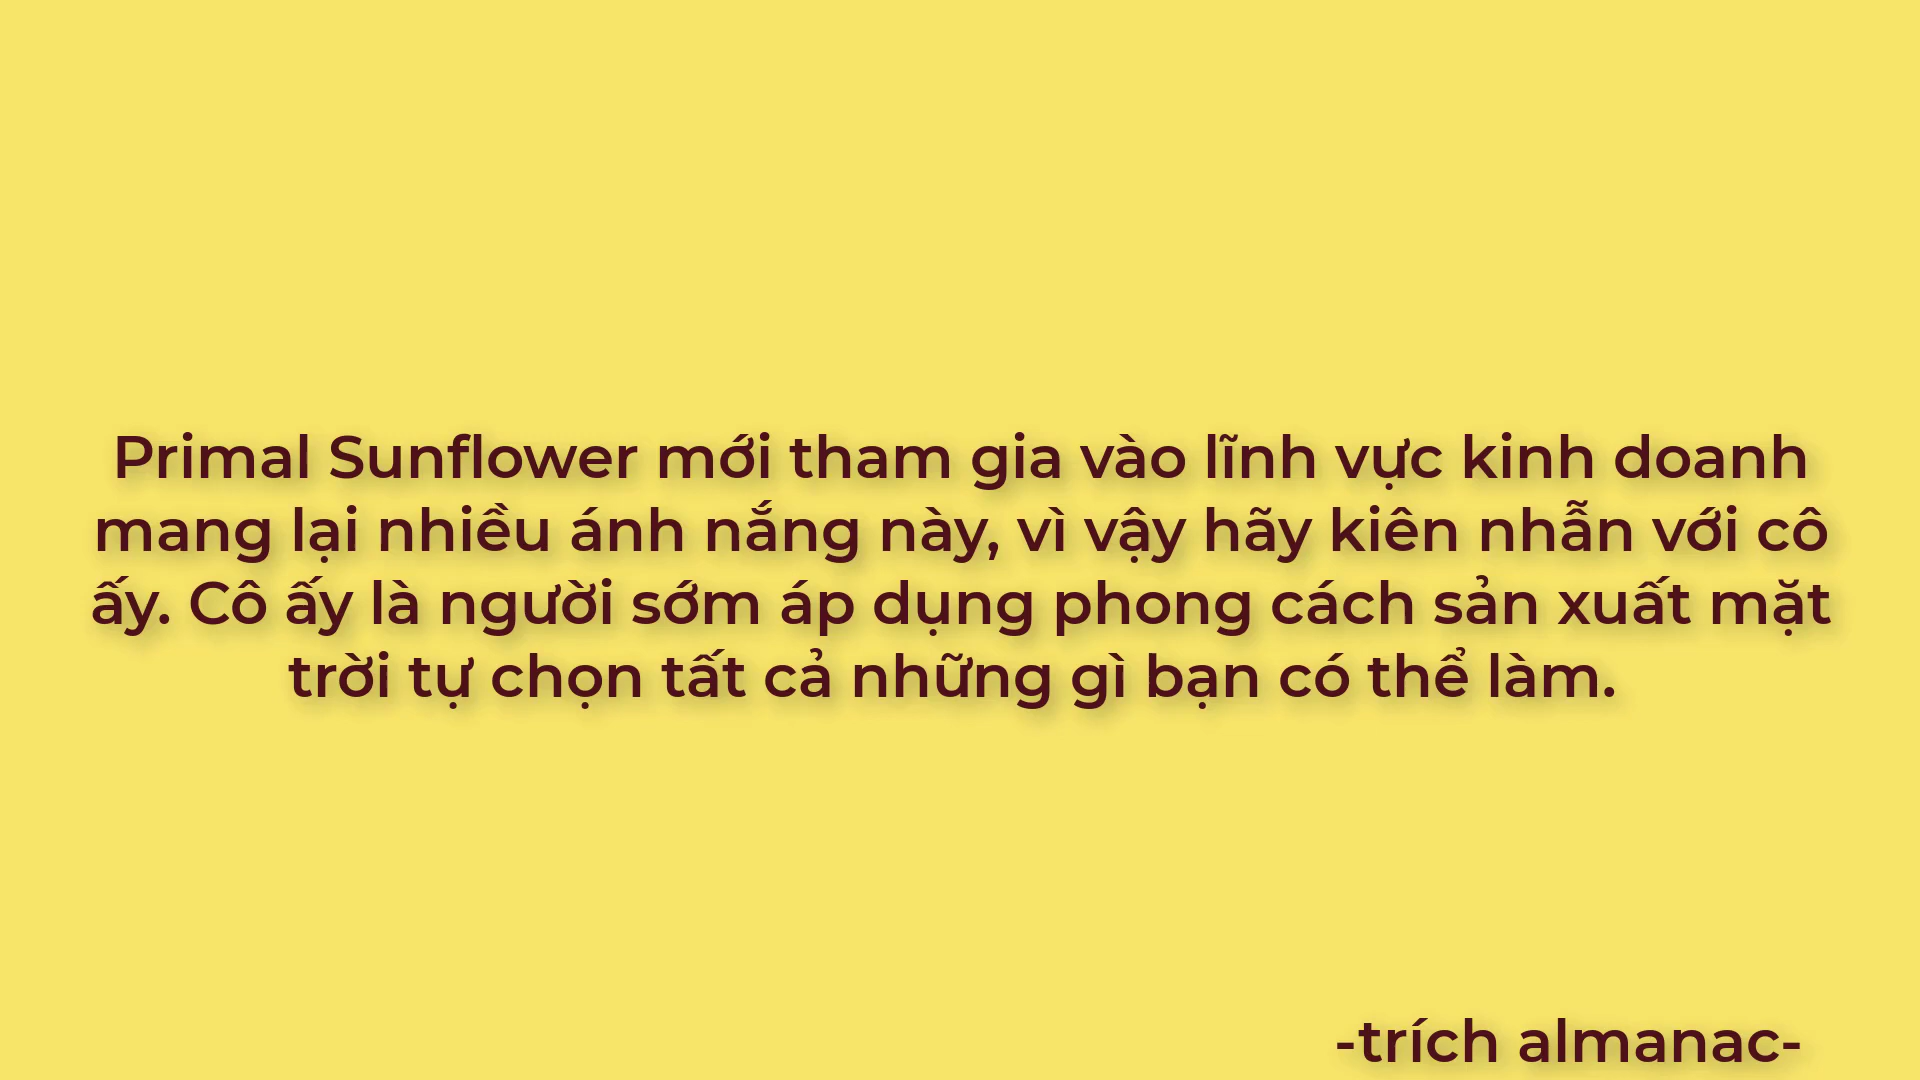 Primal Sunflower mới tham gia vào lĩnh vực kinh doanh
mang lại nhiều ánh nắng này, vì vậy hãy kiên nhẫn với cô
ấy. Cô ấy là người sớm áp dụng phong cách sản xuất mặt
trời tự chọn tất cả những gì bạn có thể làm.
-trích almanac-